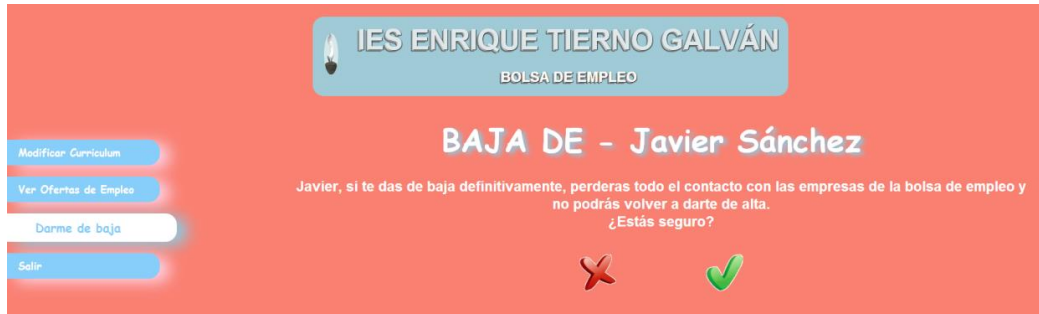 IES ENRIQUE TIERNO GALVÁN
BOLSA DE EMPLEO
BAJA DE - Javier Sánchez
Modificar Curriculum
Ver Ofertas de Empleo
Darme de baja
Salir
Javier, si te das de baja definitivamente, perderas todo el contacto con las empresas de la bolsa de empleo y
no podrás volver a darte de alta.
¿Estás seguro?